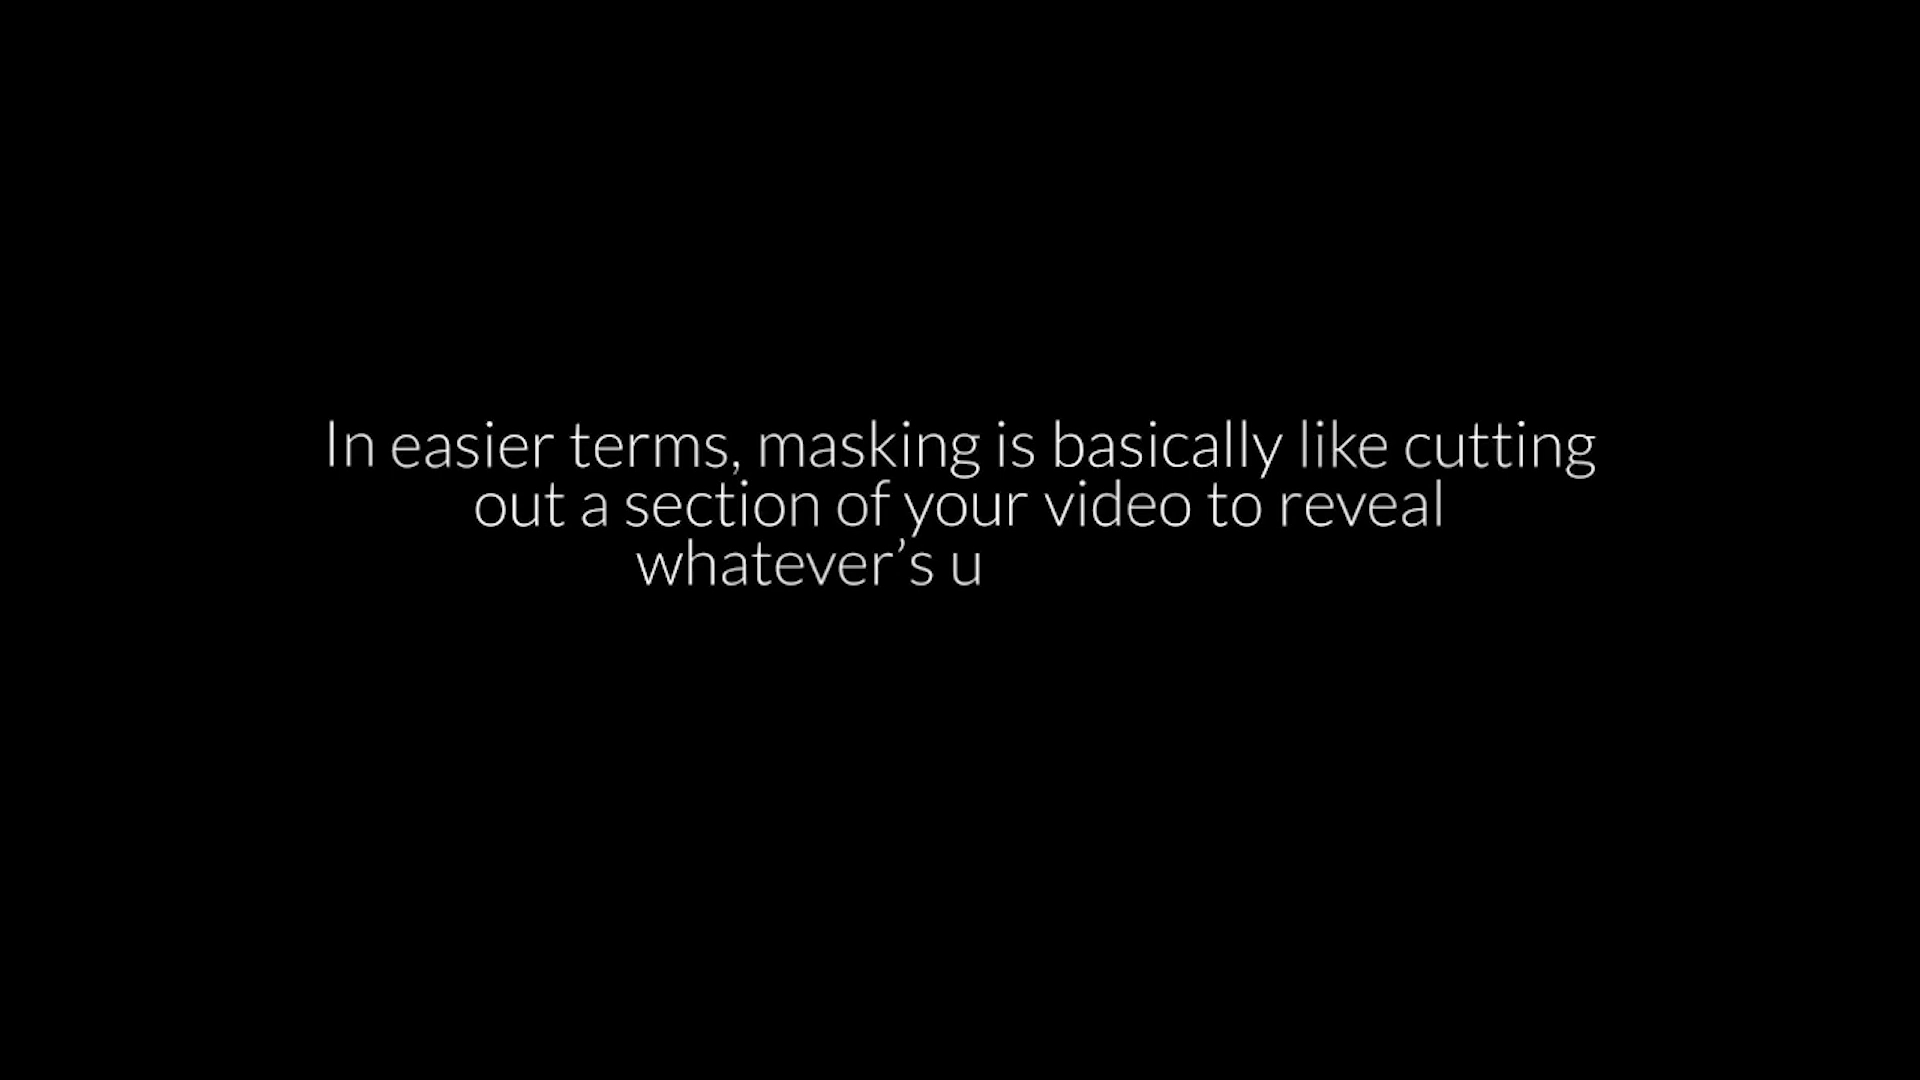 In easier terms, masking is basically like cutting
out a section of your video to reveal
whatever’s u